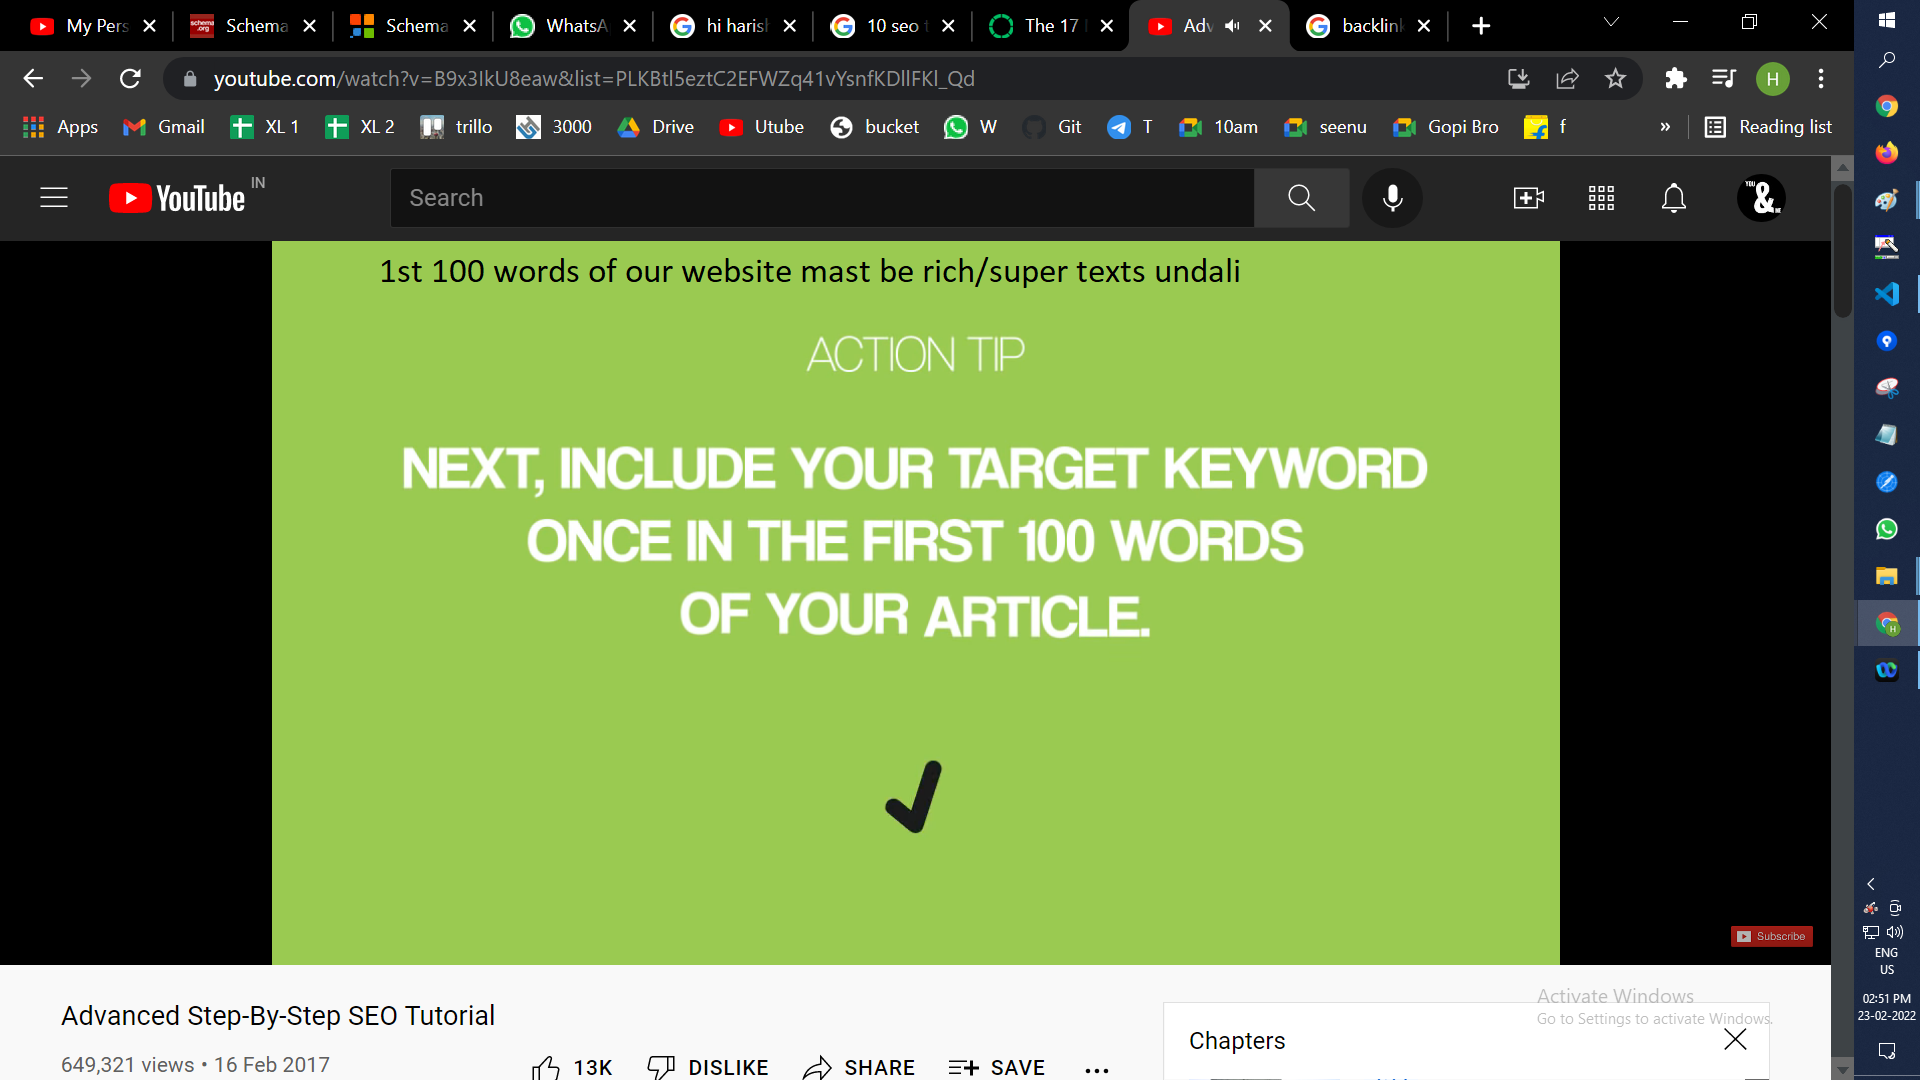 My Pers
Schema
Schema
WhatsA
hi harish
10 seo t
The 17
Adv
backlink
youtube.com/watch?v=B9x3IkU8eaw&list=PLKBtl5eztC2EFWZq41vYsnfKDllFKl_Qd
H
Apps
Gmail
XL 1
XL 2
trillo
3000
Drive
Utube
bucket
W
Git
T
10am
seenu
Gopi Bro
f
»
Reading list
YouTube IN
Search
1st 100 words of our website mast be rich/super texts undali
ACTION TIP
NEXT, INCLUDE YOUR TARGET KEYWORD
ONCE IN THE FIRST 100 WORDS
OF YOUR ARTICLE.
Subscribe
Advanced Step-By-Step SEO Tutorial
649,321 views • 16 Feb 2017
13K
DISLIKE
SHARE
SAVE
Chapters
Activate Windows
Go to Settings to activate Windows.
ENG
US
02:51 PM
23-02-2022